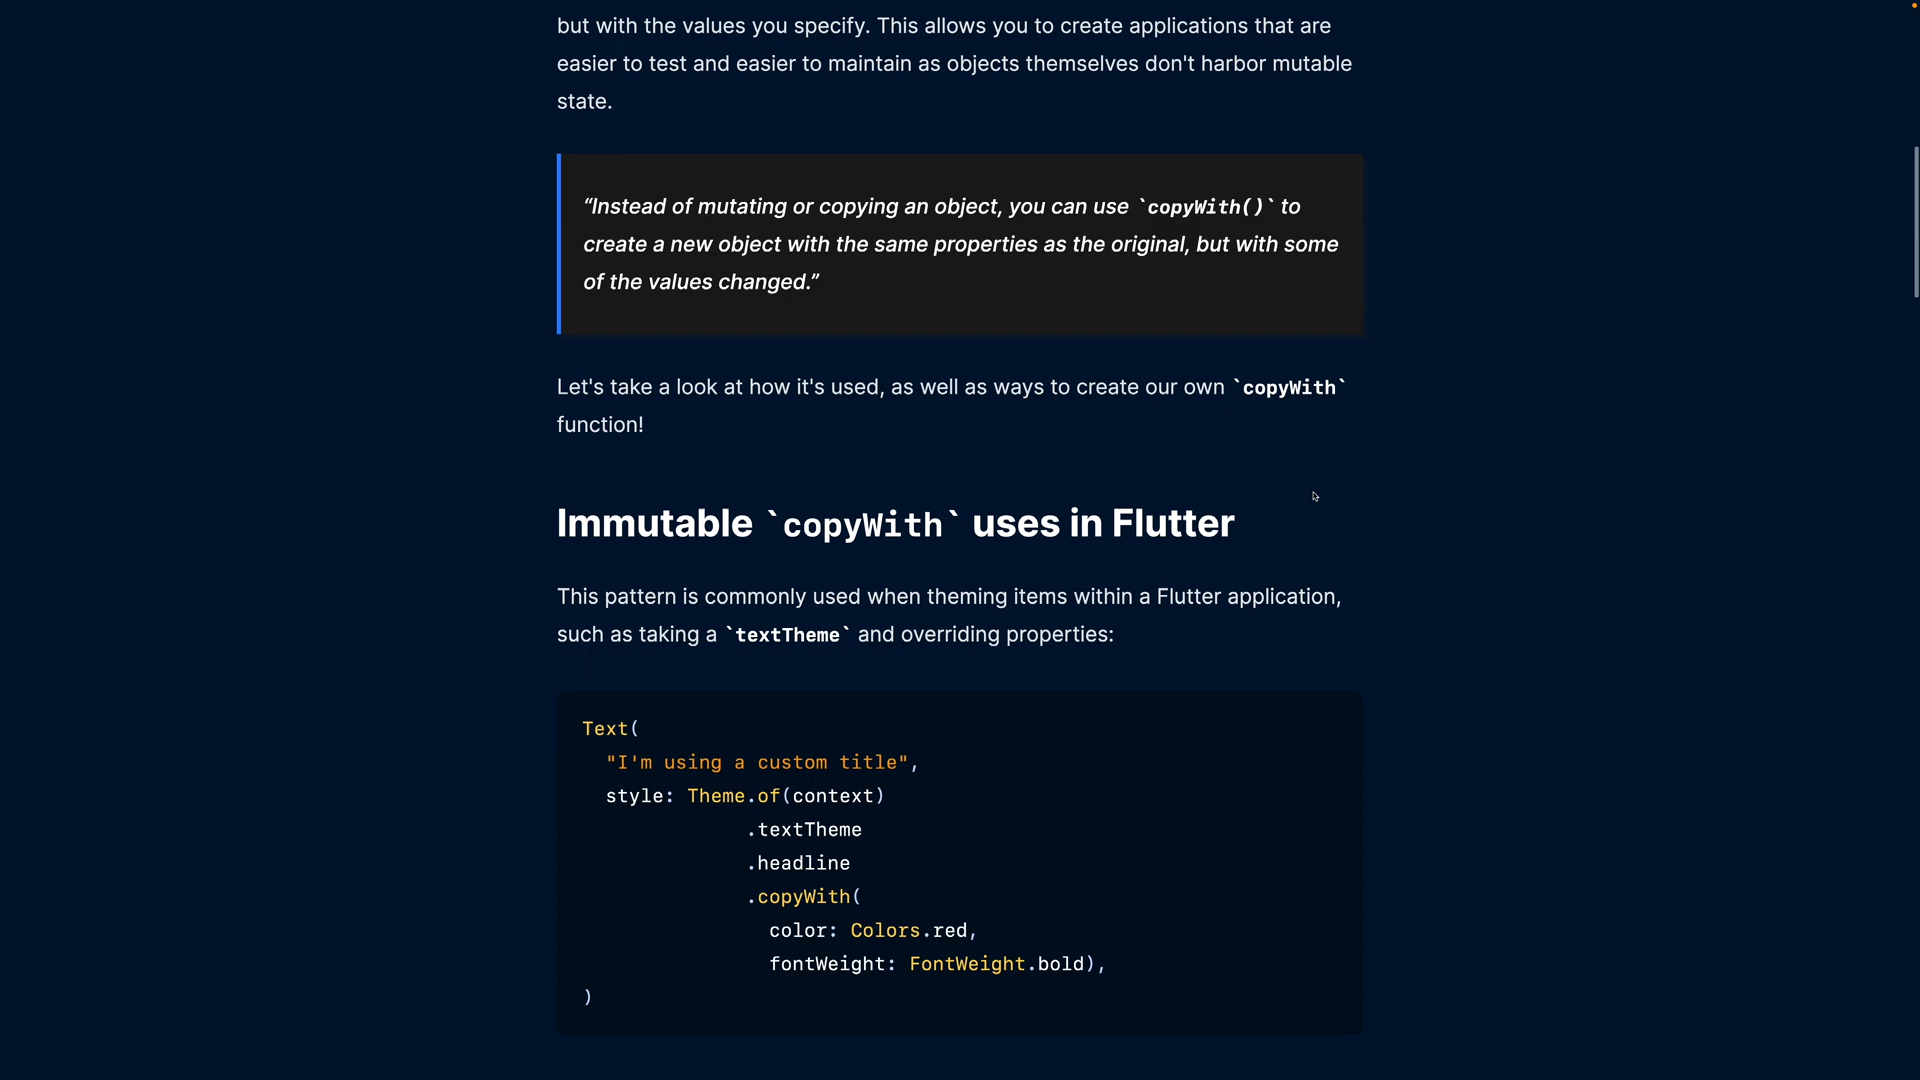 but with the values you specify. This allows you to create applications that are
easier to test and easier to maintain as objects themselves don't harbor mutable
state.
“Instead of mutating or copying an object, you can use `copyWith()` to
create a new object with the same properties as the original, but with some
of the values changed.”
Let's take a look at how it's used, as well as ways to create our own `copyWith`
function!
Immutable `copyWith` uses in Flutter
This pattern is commonly used when theming items within a Flutter application,
such as taking a `textTheme` and overriding properties:
Text(
  "I'm using a custom title",
  style: Theme.of(context)
              .textTheme
              .headline
              .copyWith(
                color: Colors.red,
                fontWeight: FontWeight.bold),
)